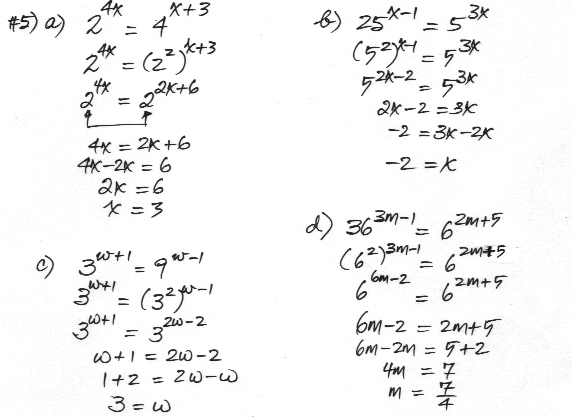 #5) a) 2^{4x} = 4^{x+3}
2^{4x} = (2^2)^{x+3}
2^{4x} = 2^{2x+6}
4x = 2x+6
4x-2x = 6
2x = 6
x = 3
b) 25^{x-1} = 5^{3x}
(5^2)^{x-1} = 5^{3x}
5^{2x-2} = 5^{3x}
2x-2 = 3x
-2 = 3x-2x
-2 = x
c) 3^{w+1} = 9^{w-1}
3^{w+1} = (3^2)^{w-1}
3^{w+1} = 3^{2w-2}
w+1 = 2w-2
1+2 = 2w-w
3 = w
d) 36^{3m-1} = 6^{2m+5}
(6^2)^{3m-1} = 6^{2m+5}
6^{6m-2} = 6^{2m+5}
6m-2 = 2m+5
6m-2m = 5+2
4m = 7
m = 7/4